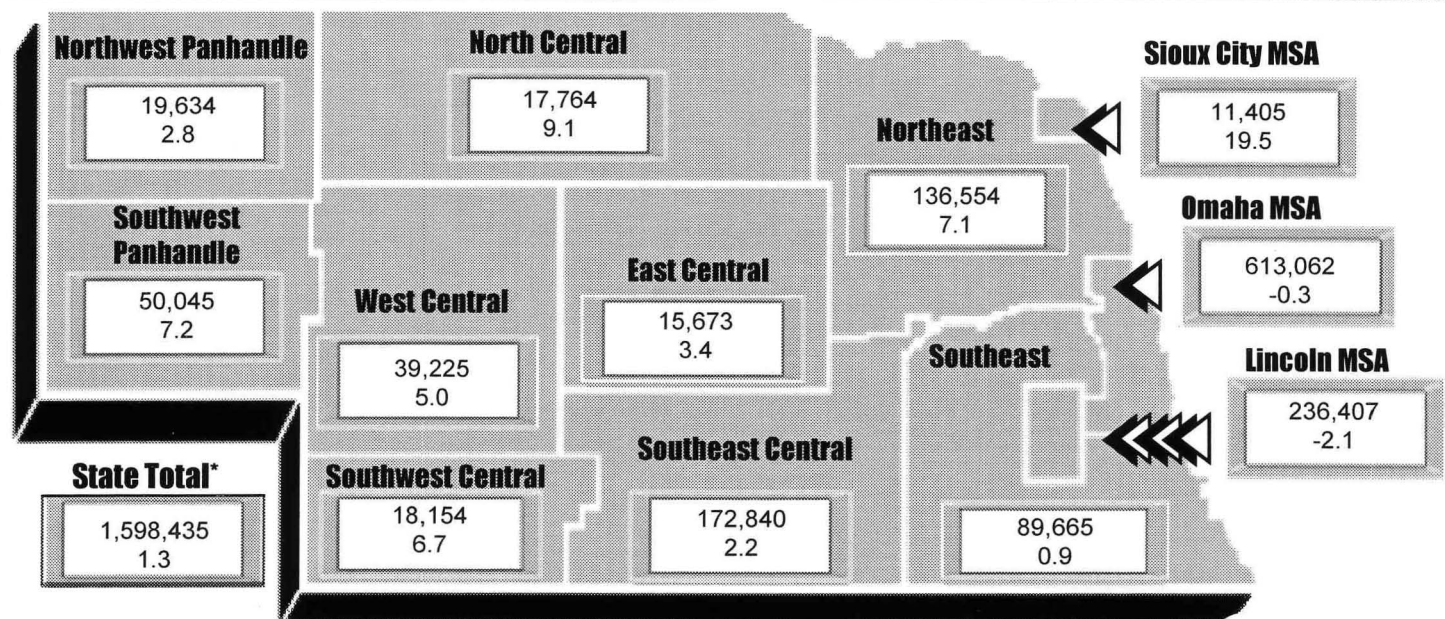 Northwest Panhandle
19,634
2.8
North Central
17,764
9.1
Sioux City MSA
11,405
19.5
Northeast
136,554
7.1
Southwest
Panhandle
50,045
7.2
Omaha MSA
613,062
-0.3
West Central
39,225
5.0
East Central
15,673
3.4
Southeast
89,665
0.9
Lincoln MSA
236,407
-2.1
State Total*
1,598,435
1.3
Southwest Central
18,154
6.7
Southeast Central
172,840
2.2